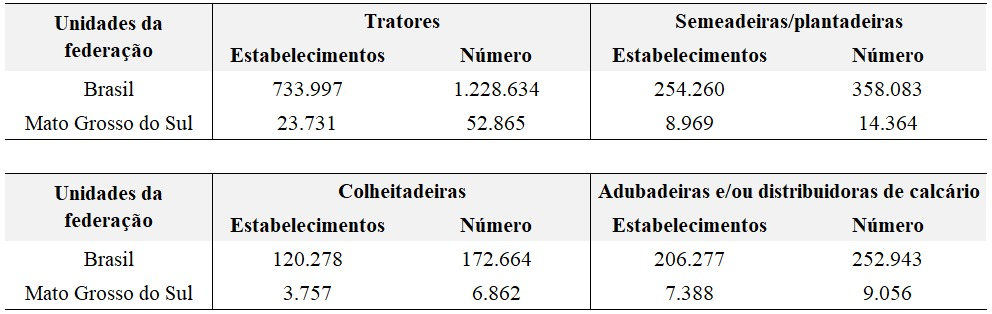 Unidades da federação Tratores Semeadeiras/plantadeiras
Estabelecimentos Número Estabelecimentos Número
Brasil 733.997 1.228.634 254.260 358.083
Mato Grosso do Sul 23.731 52.865 8.969 14.364
Unidades da federação Colheitadeiras Adubadeiras e/ou distribuidoras de calcário
Estabelecimentos Número Estabelecimentos Número
Brasil 120.278 172.664 206.277 252.943
Mato Grosso do Sul 3.757 6.862 7.388 9.056